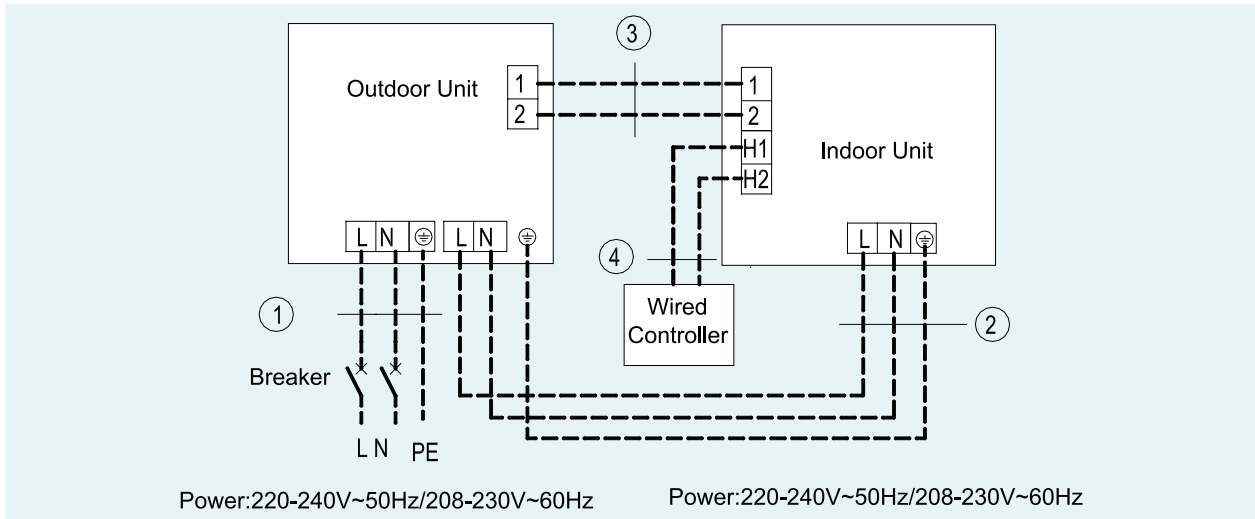 3
Outdoor Unit
1
2
1
2
H1
H2
Indoor Unit
L N
L N
L N
4
Wired
Controller
1
2
Breaker
L N PE
Power:220-240V~50Hz/208-230V~60Hz
Power:220-240V~50Hz/208-230V~60Hz